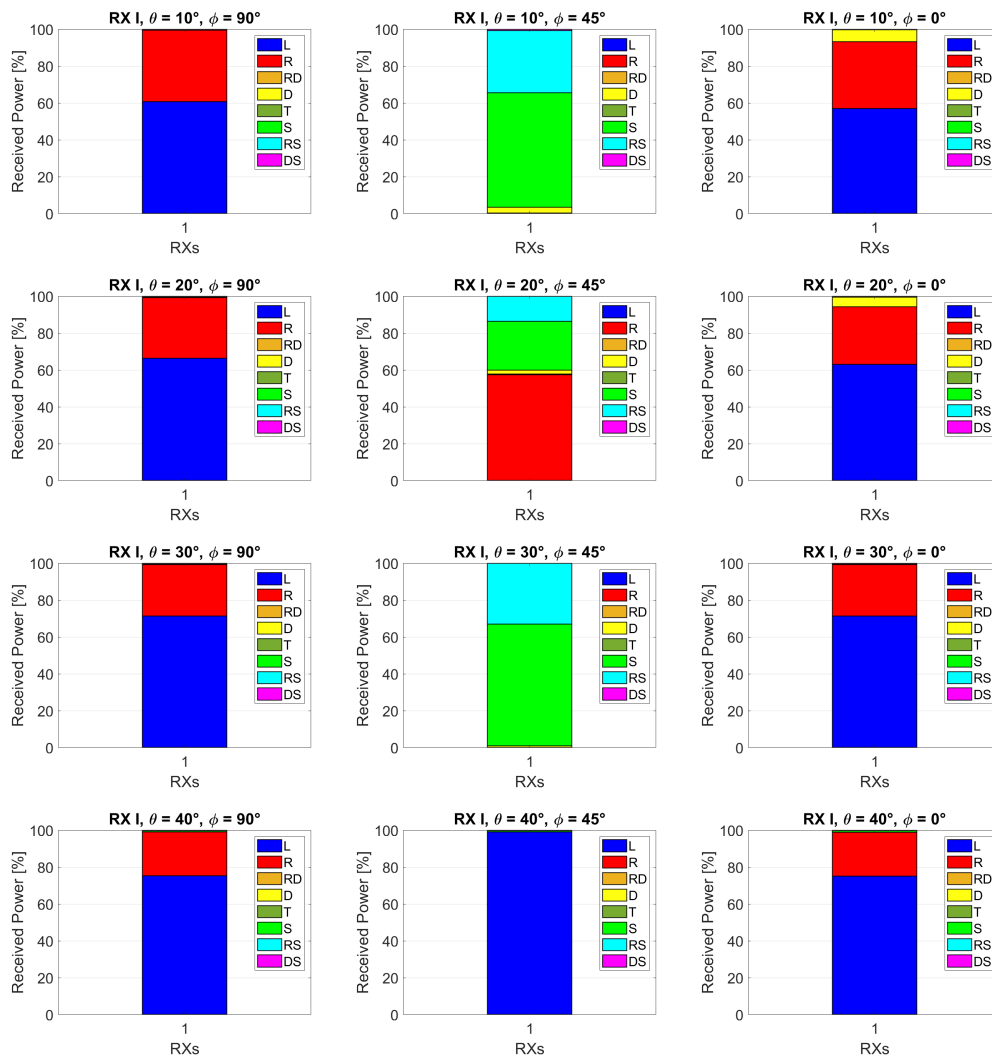 RX I, θ = 10°, ϕ = 90°
Received Power [%]
100
80
60
40
20
0
1
RXs
L
R
RD
D
T
S
RS
DS
RX I, θ = 10°, ϕ = 45°
Received Power [%]
100
80
60
40
20
0
1
RXs
L
R
RD
D
T
S
RS
DS
RX I, θ = 10°, ϕ = 0°
Received Power [%]
100
80
60
40
20
0
1
RXs
L
R
RD
D
T
S
RS
DS
RX I, θ = 20°, ϕ = 90°
Received Power [%]
100
80
60
40
20
0
1
RXs
L
R
RD
D
T
S
RS
DS
RX I, θ = 20°, ϕ = 45°
Received Power [%]
100
80
60
40
20
0
1
RXs
L
R
RD
D
T
S
RS
DS
RX I, θ = 20°, ϕ = 0°
Received Power [%]
100
80
60
40
20
0
1
RXs
L
R
RD
D
T
S
RS
DS
RX I, θ = 30°, ϕ = 90°
Received Power [%]
100
80
60
40
20
0
1
RXs
L
R
RD
D
T
S
RS
DS
RX I, θ = 30°, ϕ = 45°
Received Power [%]
100
80
60
40
20
0
1
RXs
L
R
RD
D
T
S
RS
DS
RX I, θ = 30°, ϕ = 0°
Received Power [%]
100
80
60
40
20
0
1
RXs
L
R
RD
D
T
S
RS
DS
RX I, θ = 40°, ϕ = 90°
Received Power [%]
100
80
60
40
20
0
1
RXs
L
R
RD
D
T
S
RS
DS
RX I, θ = 40°, ϕ = 45°
Received Power [%]
100
80
60
40
20
0
1
RXs
L
R
RD
D
T
S
RS
DS
RX I, θ = 40°, ϕ = 0°
Received Power [%]
100
80
60
40
20
0
1
RXs
L
R
RD
D
T
S
RS
DS